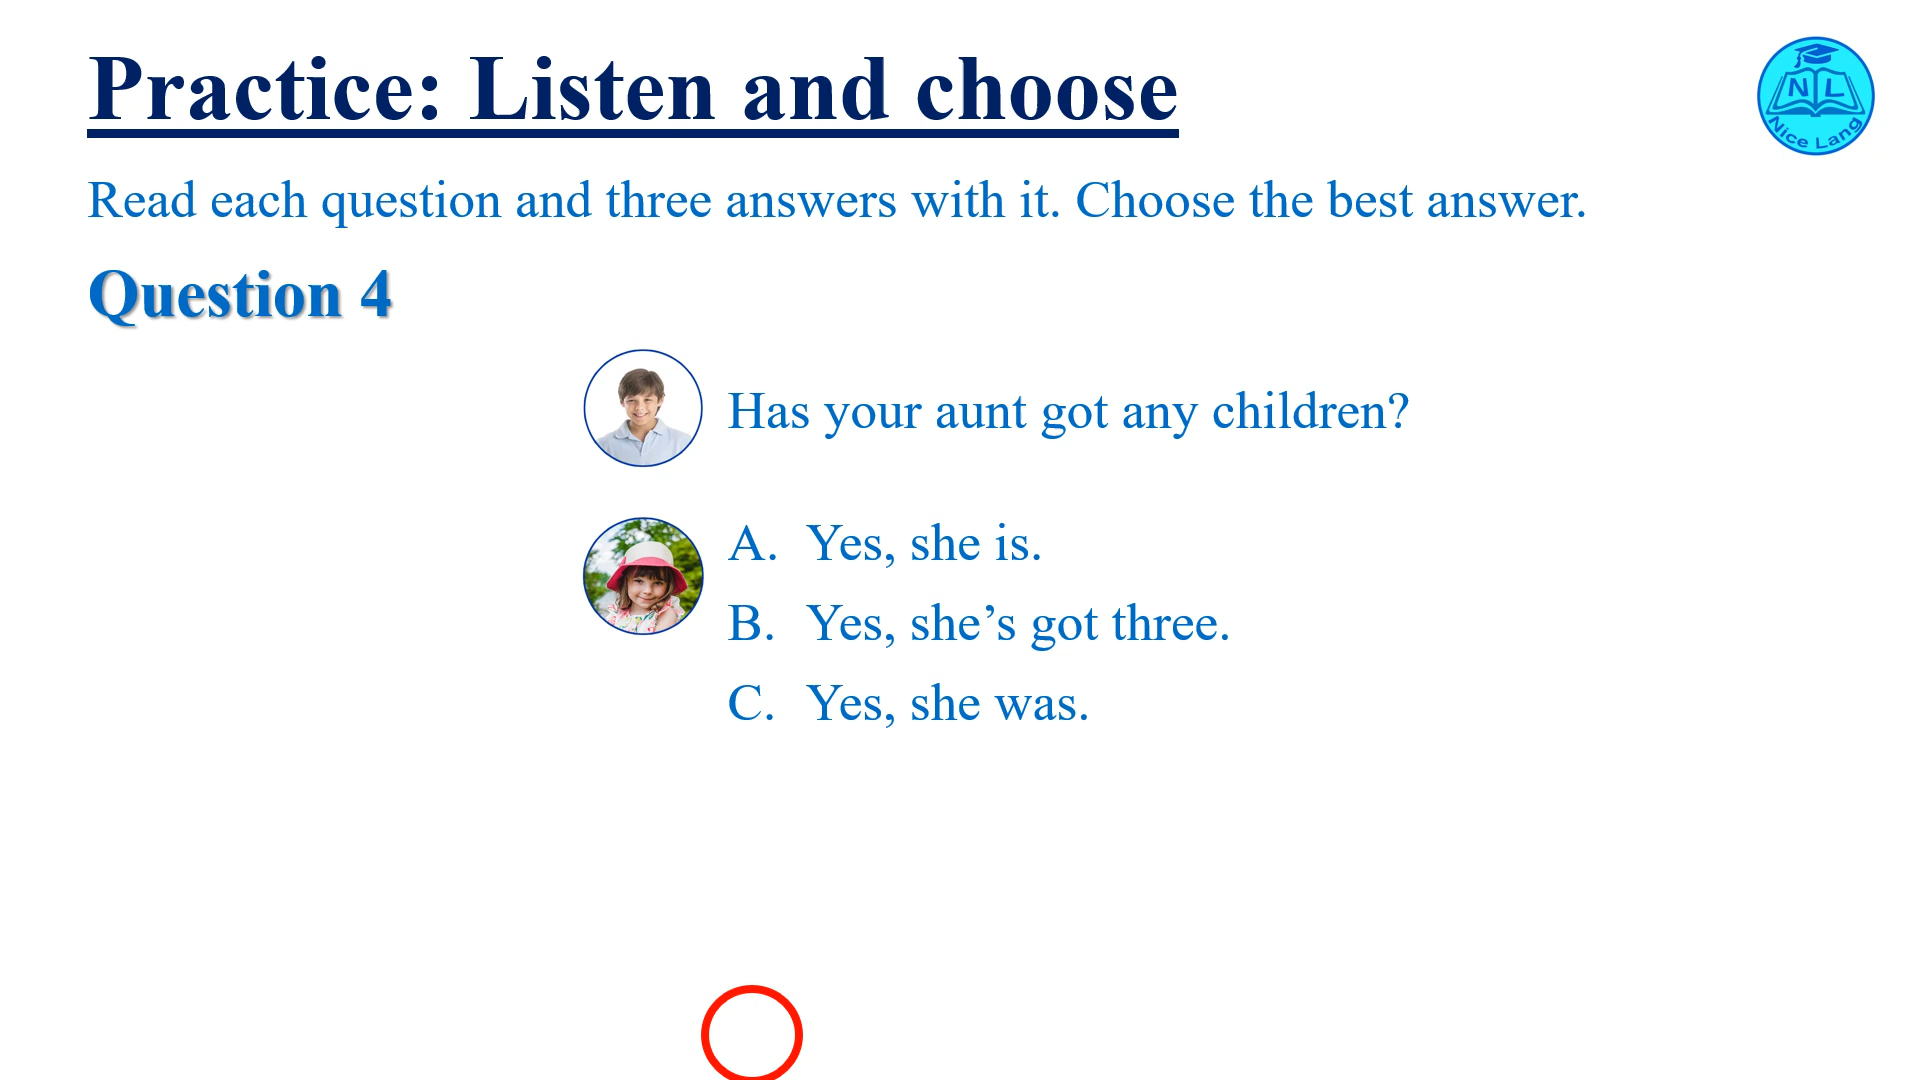 Practice: Listen and choose
N L
Nice Lang
Read each question and three answers with it. Choose the best answer.
Question 4
Has your aunt got any children?
A. Yes, she is.
B. Yes, she’s got three.
C. Yes, she was.